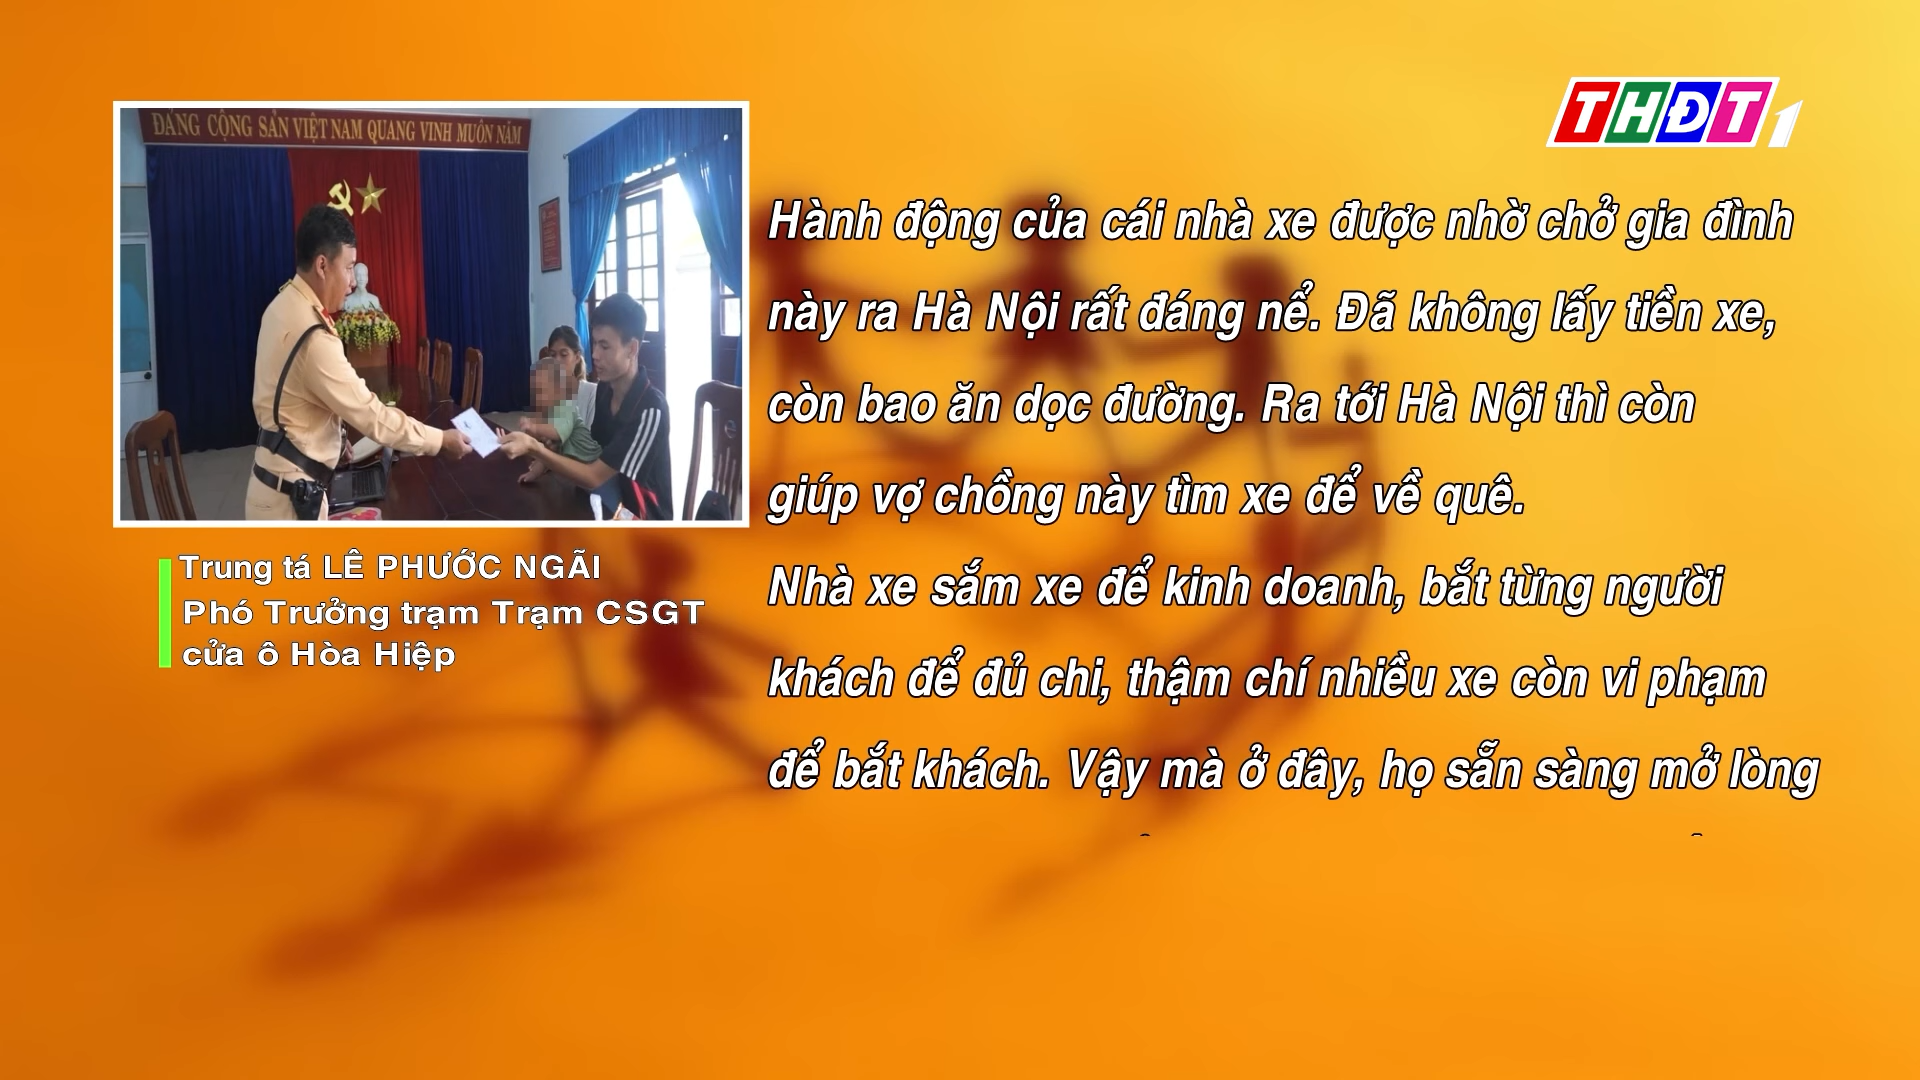 ĐẢNG CỘNG SẢN VIỆT NAM QUANG VINH MUÔN NĂM
THĐT1
Hành động của cái nhà xe được nhờ chở gia đình
này ra Hà Nội rất đáng nể. Đã không lấy tiền xe,
còn bao ăn dọc đường. Ra tới Hà Nội thì còn
giúp vợ chồng này tìm xe để về quê.
Nhà xe sắm xe để kinh doanh, bắt từng người
khách để đủ chi, thậm chí nhiều xe còn vi phạm
để bắt khách. Vậy mà ở đây, họ sẵn sàng mở lòng
Trung tá LÊ PHƯỚC NGÃI
Phó Trưởng trạm Trạm CSGT
cửa ô Hòa Hiệp